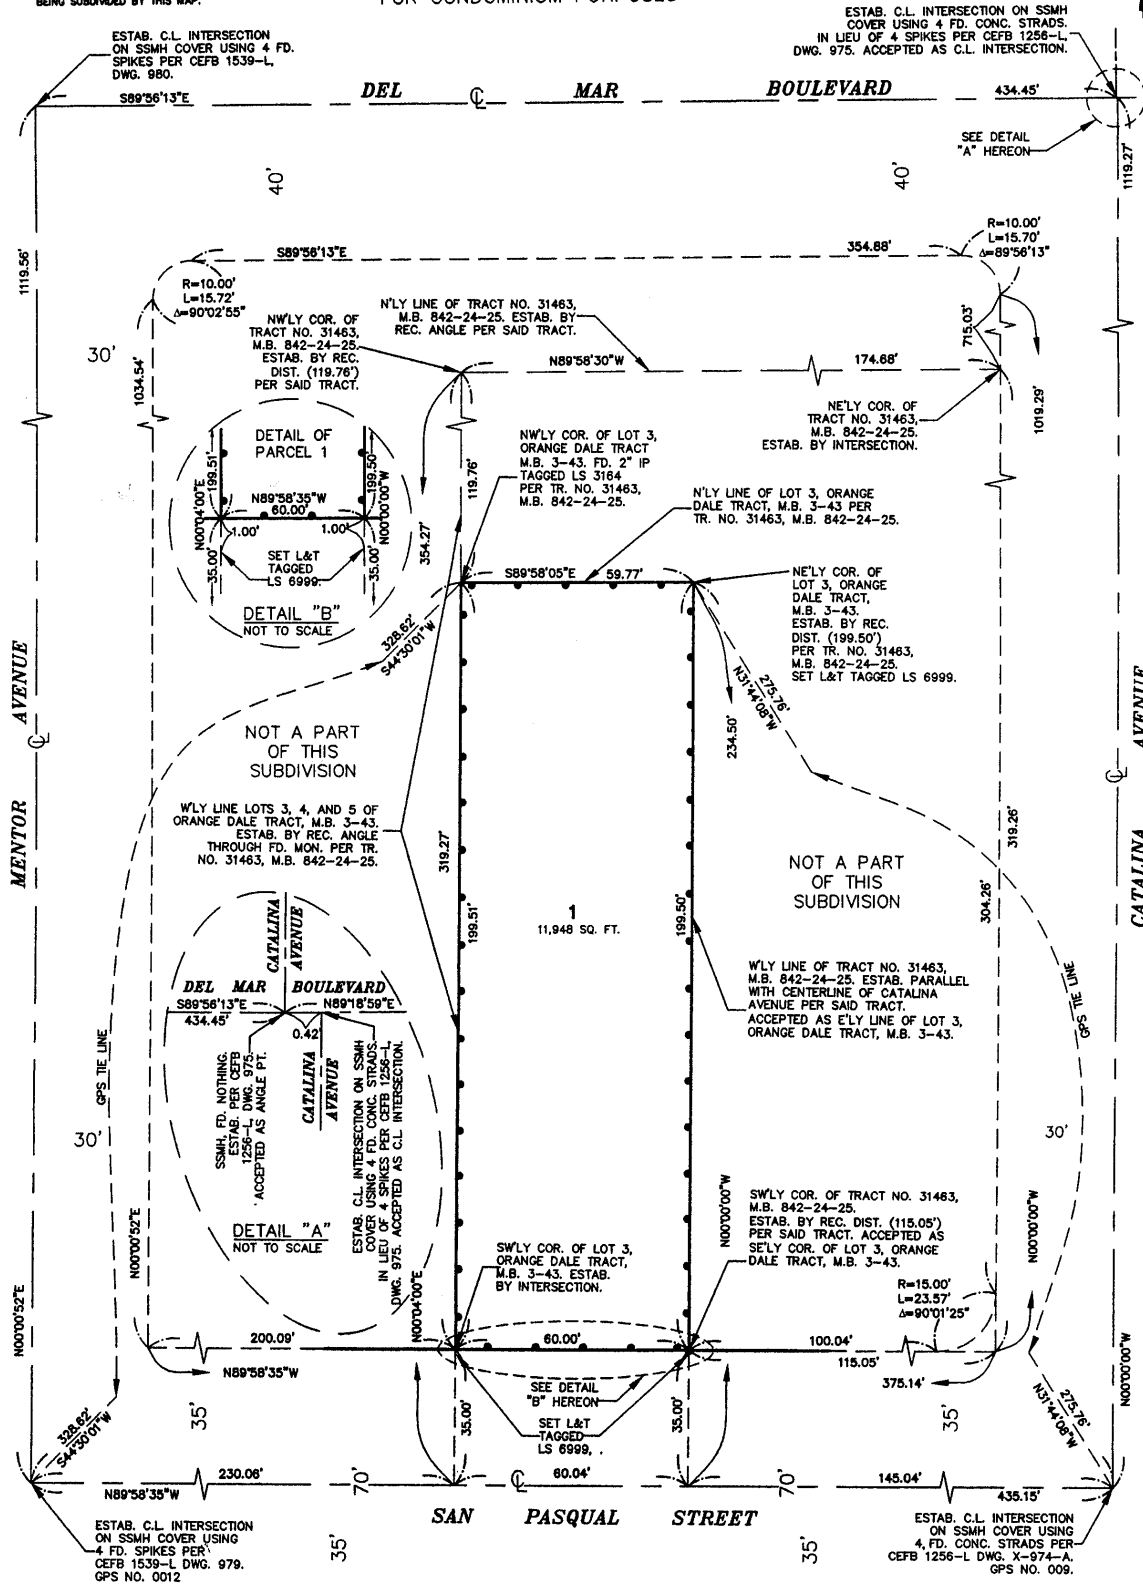 BEING SUBDIVIDED BY THIS MAP.
FOR CONDOMINIUM PURPOSES
ESTAB. C.L. INTERSECTION
ON SSMH COVER USING 4 FD.
SPIKES PER CEFB 1539-L,
DWG. 980.
ESTAB. C.L. INTERSECTION ON SSMH
COVER USING 4 FD. CONC. STRADS.
IN LIEU OF 4 SPIKES PER CEFB 1256-L,
DWG. 975. ACCEPTED AS C.L. INTERSECTION.
S89°56'13"E
DEL MAR BOULEVARD
434.45'
SEE DETAIL
"A" HEREON
1119.27'
40'
40'
1119.56'
S89°56'13"E
354.88'
R=10.00'
L=15.70'
Δ=89°56'13"
R=10.00'
L=15.72'
Δ=90°02'55"
30'
1034.54'
NW'LY COR. OF
TRACT NO. 31463,
M.B. 842-24-25.
ESTAB. BY REC.
DIST. (119.76')
PER SAID TRACT.
N'LY LINE OF TRACT NO. 31463,
M.B. 842-24-25. ESTAB. BY
REC. ANGLE PER SAID TRACT.
715.03'
N89°58'30"W
174.68'
1019.29'
NE'LY COR. OF
TRACT NO. 31463,
M.B. 842-24-25.
ESTAB. BY INTERSECTION.
DETAIL OF
PARCEL 1
199.51'
199.50'
N89°58'35"W
60.00'
N00°04'00"E
N00°00'00"W
1.00'
1.00'
35.00'
35.00'
SET L&T
TAGGED
LS 6999.
DETAIL "B"
NOT TO SCALE
119.76'
354.27'
NW'LY COR. OF LOT 3,
ORANGE DALE TRACT
M.B. 3-43. FD. 2" IP
TAGGED LS 3164
PER TR. NO. 31463,
M.B. 842-24-25.
N'LY LINE OF LOT 3, ORANGE
DALE TRACT, M.B. 3-43 PER
TR. NO. 31463, M.B. 842-24-25.
S89°58'05"E
59.77'
NE'LY COR. OF
LOT 3, ORANGE
DALE TRACT,
M.B. 3-43.
ESTAB. BY REC.
DIST. (199.50')
PER TR. NO. 31463,
M.B. 842-24-25.
SET L&T TAGGED LS 6999.
328.62'
S44°30'01"W
275.76'
N31°44'08"W
234.50'
MENTOR AVENUE
CATALINA AVENUE
NOT A PART
OF THIS
SUBDIVISION
W'LY LINE LOTS 3, 4, AND 5 OF
ORANGE DALE TRACT, M.B. 3-43.
ESTAB. BY REC. ANGLE
THROUGH FD. MON. PER TR.
NO. 31463, M.B. 842-24-25.
319.27'
199.51'
1
11,948 SQ. FT.
199.50'
NOT A PART
OF THIS
SUBDIVISION
319.26'
304.26'
W'LY LINE OF TRACT NO. 31463,
M.B. 842-24-25. ESTAB. PARALLEL
WITH CENTERLINE OF CATALINA
AVENUE PER SAID TRACT.
ACCEPTED AS E'LY LINE OF LOT 3,
ORANGE DALE TRACT, M.B. 3-43.
GPS TIE LINE
GPS TIE LINE
CATALINA
AVENUE
DEL MAR BOULEVARD
S89°56'13"E
N89°18'59"E
434.45'
0.42'
CATALINA
AVENUE
SSMH, FD. NOTHING.
ESTAB. PER CEFB
1256-L, DWG. 975.
ACCEPTED AS ANGLE PT.
ESTAB. C.L. INTERSECTION ON SSMH
COVER USING 4 FD. CONC. STRADS.
IN LIEU OF 4 SPIKES PER CEFB 1256-L,
DWG. 975. ACCEPTED AS C.L INTERSECTION.
DETAIL "A"
NOT TO SCALE
30'
30'
N00°00'52"E
N00°00'52"E
N00°04'00"E
SW'LY COR. OF LOT 3,
ORANGE DALE TRACT,
M.B. 3-43. ESTAB.
BY INTERSECTION.
N00°00'00"W
SW'LY COR. OF TRACT NO. 31463,
M.B. 842-24-25.
ESTAB. BY REC. DIST. (115.05')
PER SAID TRACT. ACCEPTED AS
SE'LY COR. OF LOT 3, ORANGE
DALE TRACT, M.B. 3-43.
N00°00'00"W
R=15.00'
L=23.57'
Δ=90°01'25"
N00°00'00"W
200.09'
60.00'
100.04'
115.05'
N89°58'35"W
375.14'
SEE DETAIL
"B" HEREON
SET L&T
TAGGED
LS 6999.
35.00'
35.00'
35'
35'
328.62'
S44°30'01"W
275.76'
N31°44'08"W
230.06'
60.04'
145.04'
N89°58'35"W
70'
70'
435.15'
SAN PASQUAL STREET
35'
35'
ESTAB. C.L. INTERSECTION
ON SSMH COVER USING
4 FD. SPIKES PER
CEFB 1539-L DWG. 979.
GPS NO. 0012
ESTAB. C.L. INTERSECTION
ON SSMH COVER USING
4, FD. CONC. STRADS PER
CEFB 1256-L DWG. X-974-A.
GPS NO. 009.